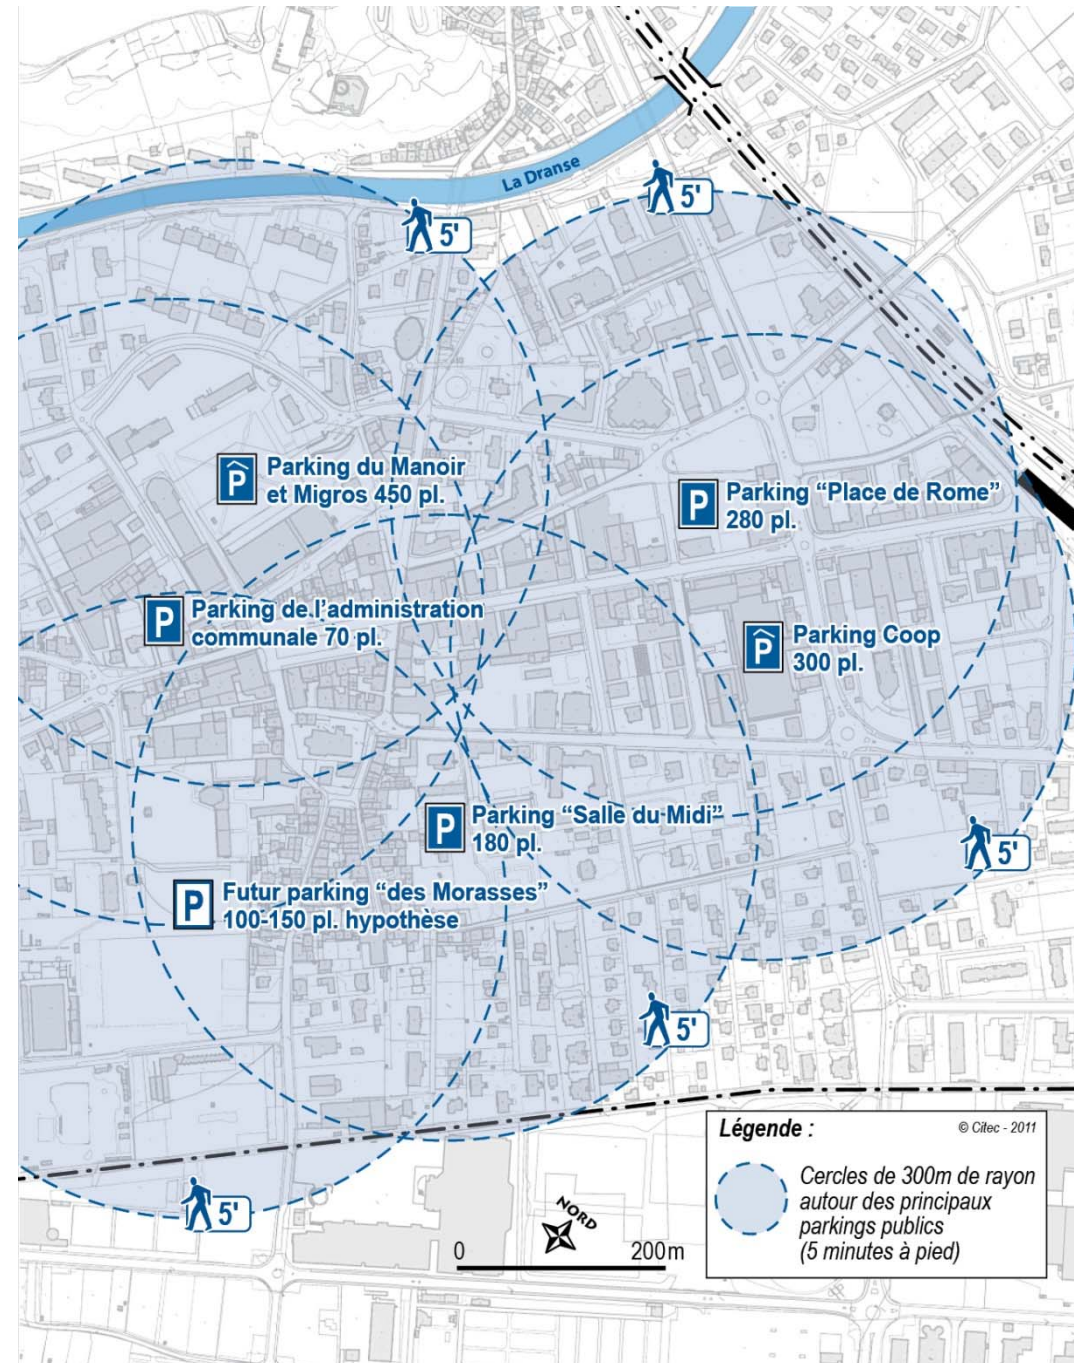 La Dranse
5'
5'
P
Parking du Manoir
et Migros 450 pl.
P
Parking “Place de Rome”
280 pl.
P
Parking de l’administration
communale 70 pl.
P
Parking Coop
300 pl.
P
Parking “Salle du Midi”
180 pl.
5'
P
Futur parking “des Morasses”
100-150 pl. hypothèse
5'
5'
Légende :
© Citec - 2011
Cercles de 300m de rayon
autour des principaux
parkings publics
(5 minutes à pied)
NORD
0 200m